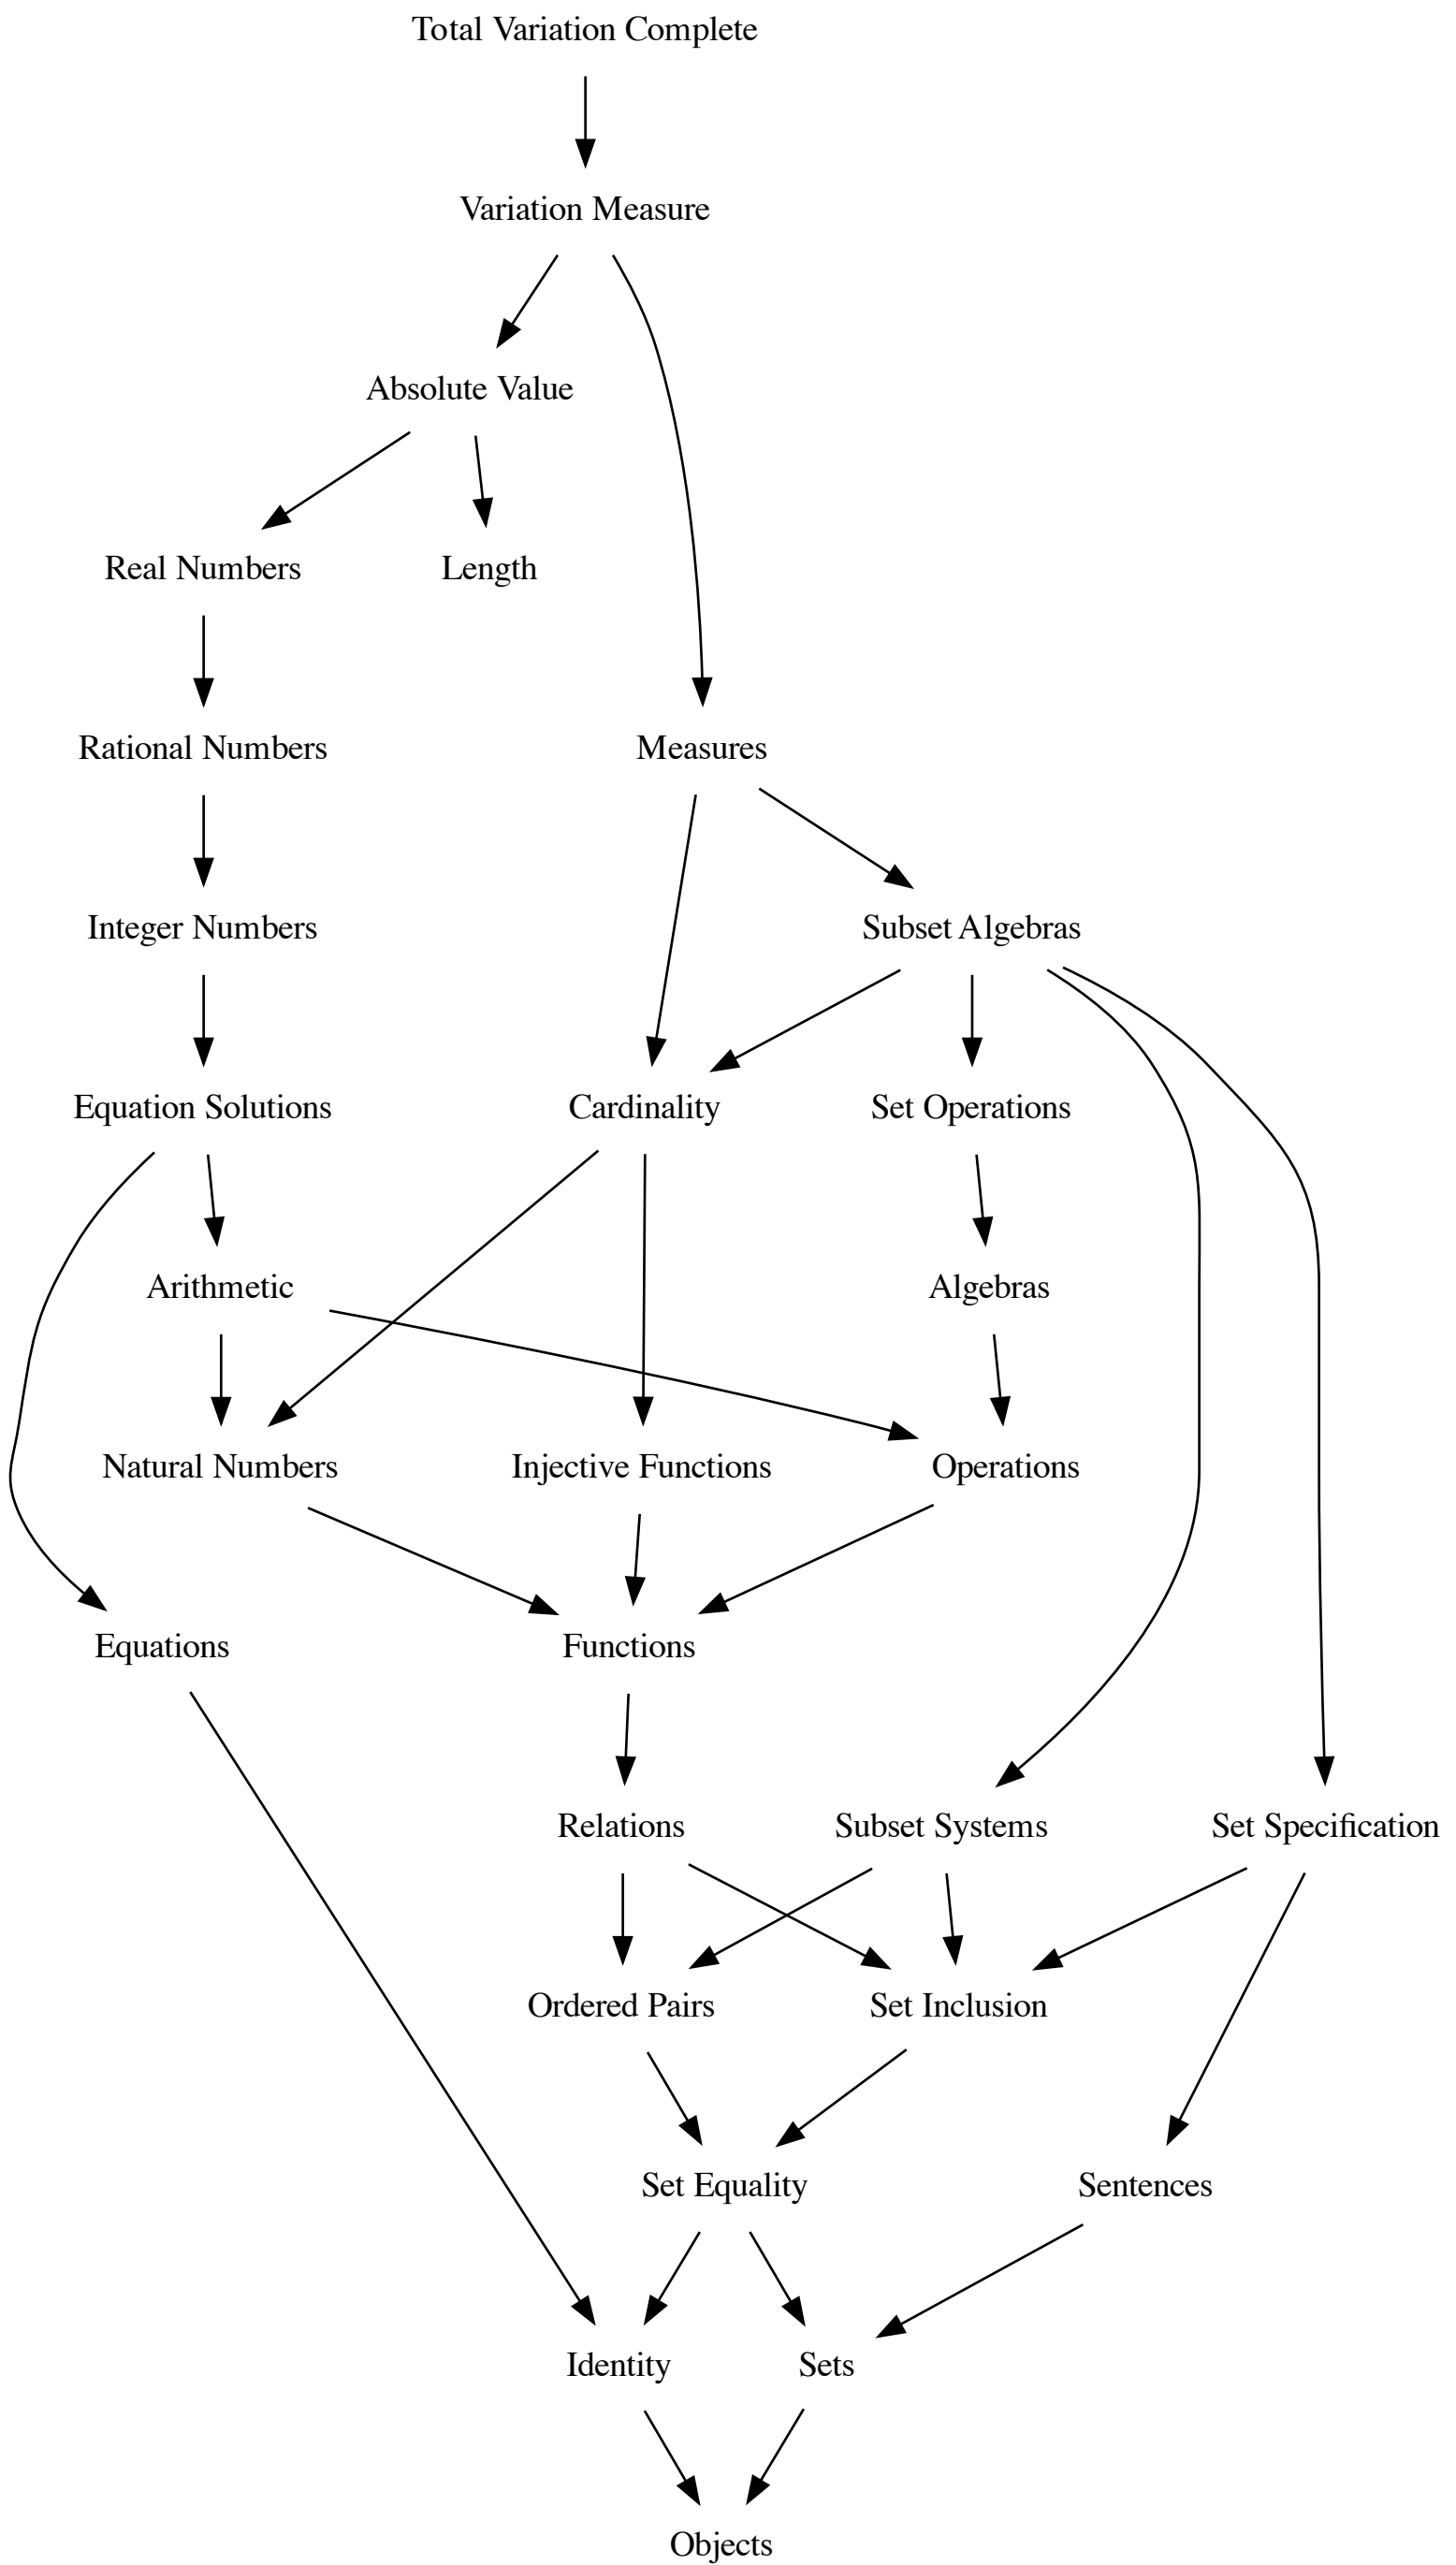 Total Variation Complete
Variation Measure
Absolute Value
Real Numbers
Length
Rational Numbers
Measures
Integer Numbers
Subset Algebras
Equation Solutions
Cardinality
Set Operations
Arithmetic
Algebras
Natural Numbers
Injective Functions
Operations
Equations
Functions
Relations
Subset Systems
Set Specification
Ordered Pairs
Set Inclusion
Set Equality
Sentences
Identity
Sets
Objects